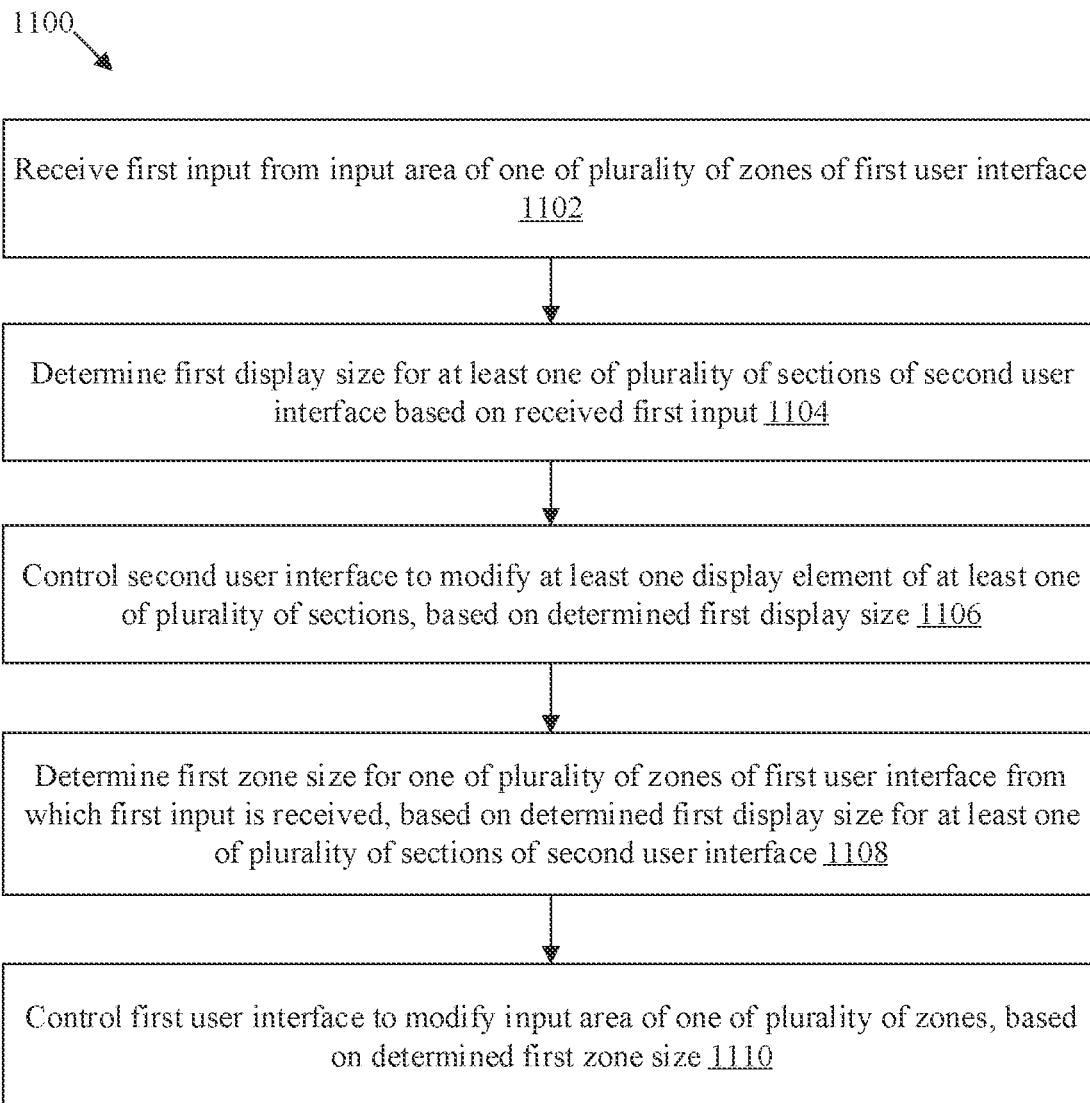 1100
Receive first input from input area of one of plurality of zones of first user interface
1102
Determine first display size for at least one of plurality of sections of second user
interface based on received first input 1104
Control second user interface to modify at least one display element of at least one
of plurality of sections, based on determined first display size 1106
Determine first zone size for one of plurality of zones of first user interface from
which first input is received, based on determined first display size for at least one
of plurality of sections of second user interface 1108
Control first user interface to modify input area of one of plurality of zones, based
on determined first zone size 1110